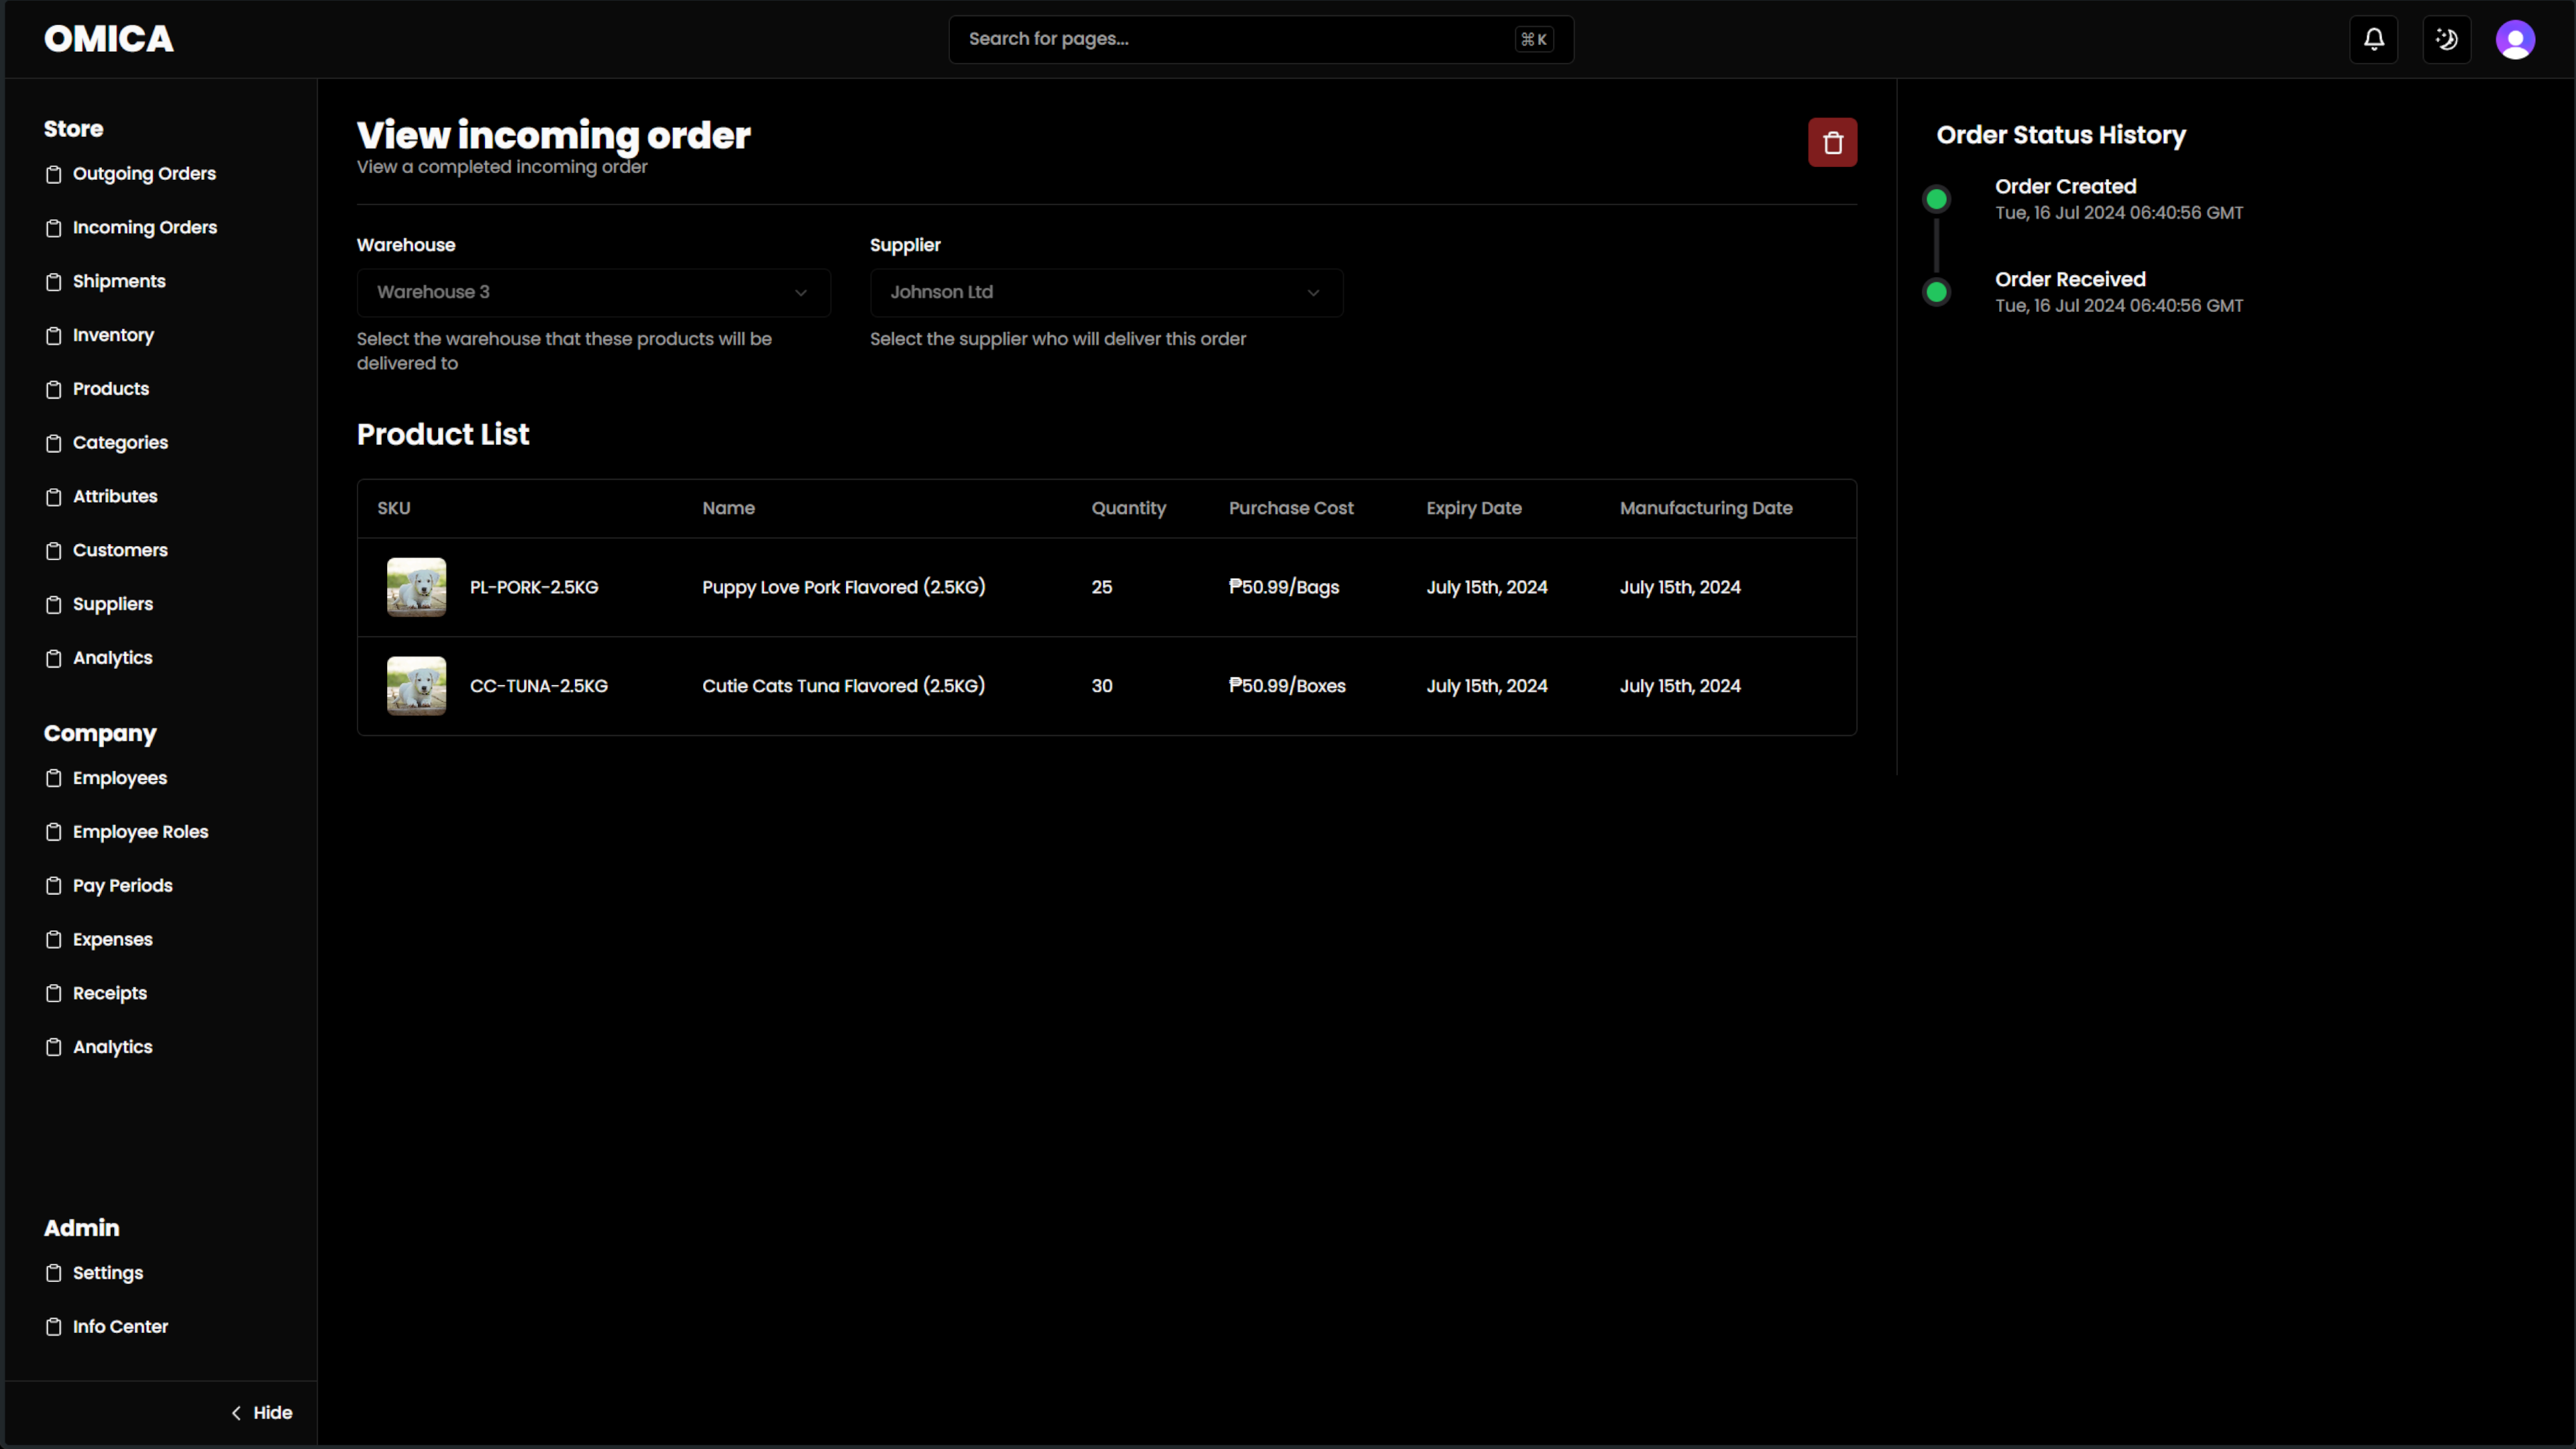 OMICA
Search for pages...
⌘ K
Store
Outgoing Orders
Incoming Orders
Shipments
Inventory
Products
Categories
Attributes
Customers
Suppliers
Analytics
Company
Employees
Employee Roles
Pay Periods
Expenses
Receipts
Analytics
Admin
Settings
Info Center
Hide
View incoming order
View a completed incoming order
Warehouse
Warehouse 3
Select the warehouse that these products will be
delivered to
Supplier
Johnson Ltd
Select the supplier who will deliver this order
Product List
SKU Name Quantity Purchase Cost Expiry Date Manufacturing Date
PL-PORK-2.5KG Puppy Love Pork Flavored (2.5KG) 25 ₱50.99/Bags July 15th, 2024 July 15th, 2024
CC-TUNA-2.5KG Cutie Cats Tuna Flavored (2.5KG) 30 ₱50.99/Boxes July 15th, 2024 July 15th, 2024
Order Status History
Order Created
Tue, 16 Jul 2024 06:40:56 GMT
Order Received
Tue, 16 Jul 2024 06:40:56 GMT